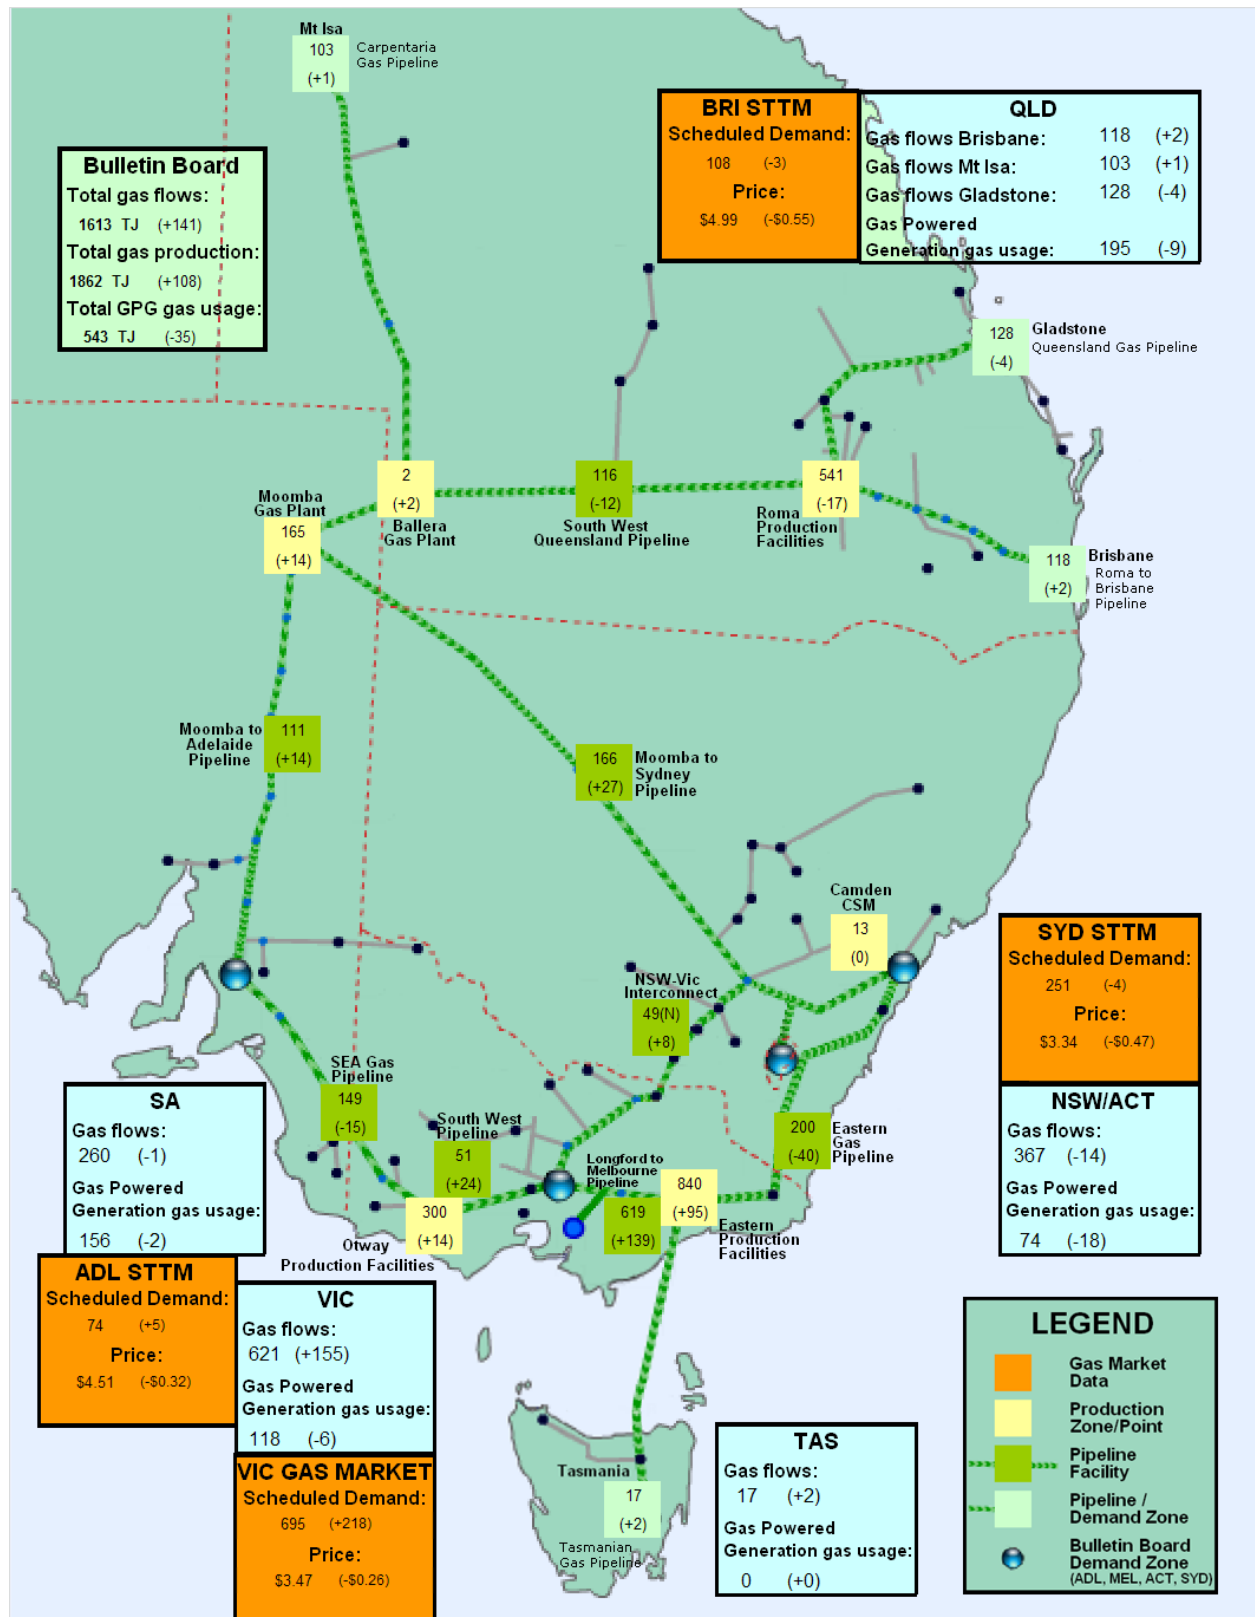 Mt Isa
103
(+1)
Carpentaria
Gas Pipeline
Bulletin Board
Total gas flows:
1613 TJ (+141)
Total gas production:
1862 TJ (+108)
Total GPG gas usage:
543 TJ (-35)
BRI STTM
Scheduled Demand:
108 (-3)
Price:
$4.99 (-$0.55)
QLD
Gas flows Brisbane: 118 (+2)
Gas flows Mt Isa: 103 (+1)
Gas flows Gladstone: 128 (-4)
Gas Powered
Generation gas usage: 195 (-9)
128
(-4)
Gladstone
Queensland Gas Pipeline
2
(+2)
Ballera
Gas Plant
116
(-12)
South West
Queensland Pipeline
541
(-17)
Roma
Production
Facilities
Moomba
Gas Plant
165
(+14)
118
(+2)
Brisbane
Roma to
Brisbane
Pipeline
Moomba to
Adelaide
Pipeline
111
(+14)
166
(+27)
Moomba to
Sydney
Pipeline
Camden
CSM
13
(0)
NSW-Vic
Interconnect
49(N)
(+8)
SYD STTM
Scheduled Demand:
251 (-4)
Price:
$3.34 (-$0.47)
NSW/ACT
Gas flows:
367 (-14)
Gas Powered
Generation gas usage:
74 (-18)
SEA Gas
Pipeline
149
(-15)
South West
Pipeline
51
(+24)
Longford to
Melbourne
Pipeline
619
(+139)
840
(+95)
Eastern
Production
Facilities
200
(-40)
Eastern
Gas
Pipeline
300
(+14)
Otway
Production Facilities
SA
Gas flows:
260 (-1)
Gas Powered
Generation gas usage:
156 (-2)
ADL STTM
Scheduled Demand:
74 (+5)
Price:
$4.51 (-$0.32)
VIC
Gas flows:
621 (+155)
Gas Powered
Generation gas usage:
118 (-6)
VIC GAS MARKET
Scheduled Demand:
695 (+218)
Price:
$3.47 (-$0.26)
Tasmania
17
(+2)
Tasmanian
Gas Pipeline
TAS
Gas flows:
17 (+2)
Gas Powered
Generation gas usage:
0 (+0)
LEGEND
Gas Market
Data
Production
Zone/Point
Pipeline
Facility
Pipeline /
Demand Zone
Bulletin Board
Demand Zone
(ADL, MEL, ACT, SYD)